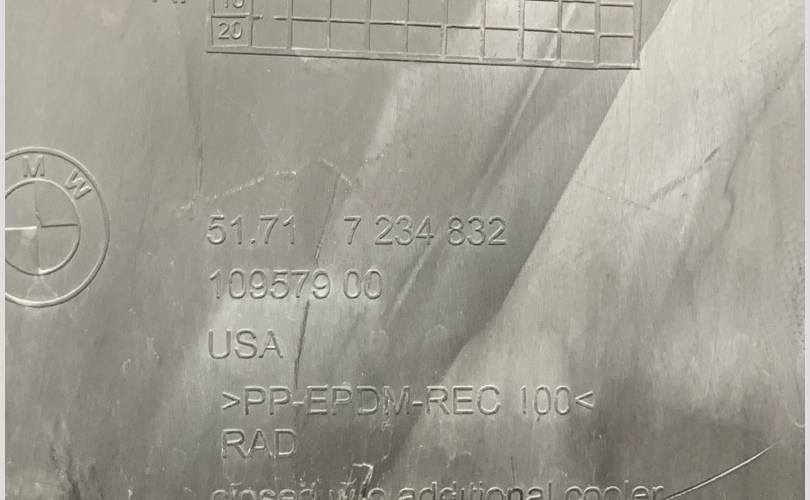 20
M W
51.71 7 234 832
109579 00
USA
>PP-EPDM-REC 100<
RAD
closed w/o additional cooler